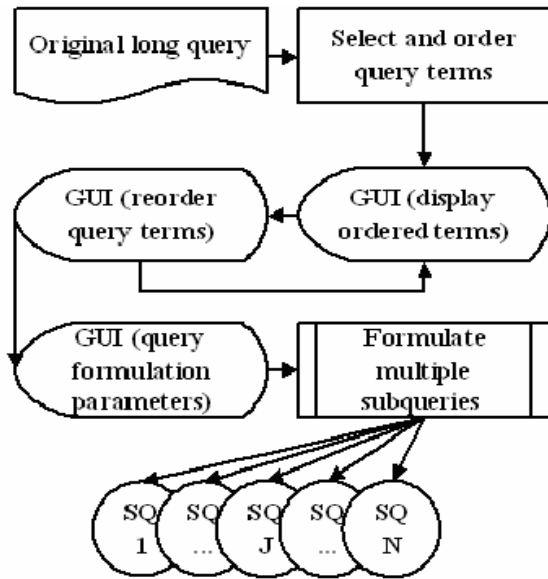 Original long query
Select and order
query terms
GUI (reorder
query terms)
GUI (display
ordered terms)
GUI (query
formulation
parameters)
Formulate
multiple
subqueries
SQ SQ SQ SQ SQ
1 ... J ... N